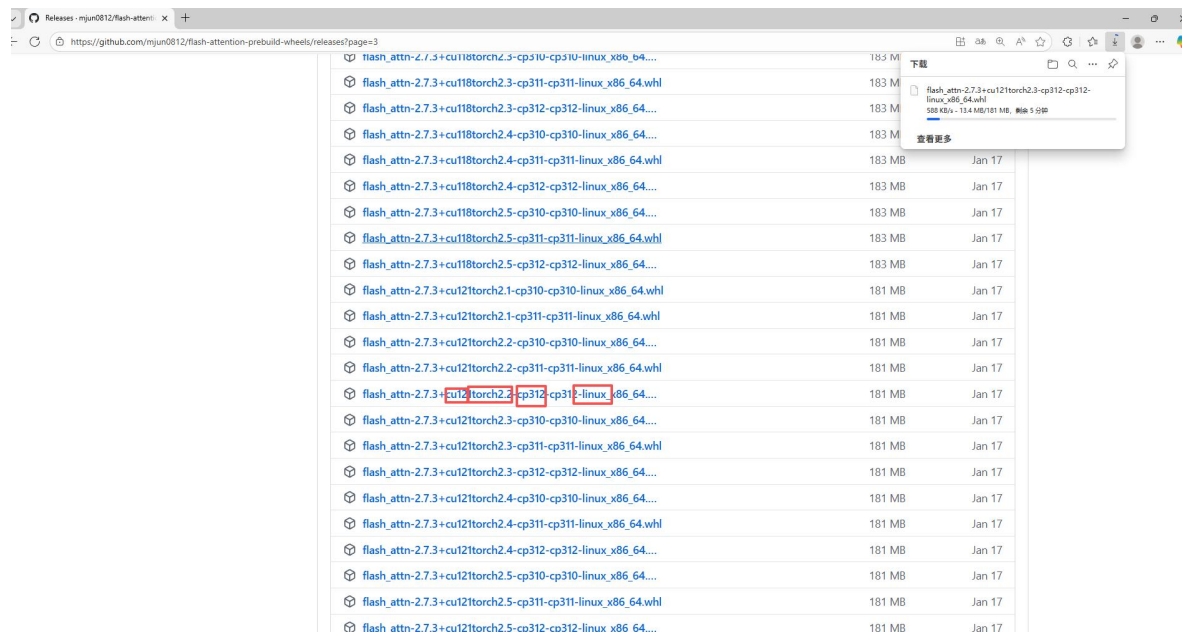 Releases · mjun0812/flash-attenti
https://github.com/mjun0812/flash-attention-prebuild-wheels/releases?page=3
flash_attn-2.7.3+cu118torch2.3-cp310-cp310-linux_x86_64.... 183 M
flash_attn-2.7.3+cu118torch2.3-cp311-cp311-linux_x86_64.whl 183 M
flash_attn-2.7.3+cu118torch2.3-cp312-cp312-linux_x86_64.... 183 M
flash_attn-2.7.3+cu118torch2.4-cp310-cp310-linux_x86_64.... 183 M
下载
flash_attn-2.7.3+cu121torch2.3-cp312-cp312-
linux_x86_64.whl
588 KB/s - 13.4 MB/181 MB, 剩余 5 分钟
查看更多
flash_attn-2.7.3+cu118torch2.4-cp311-cp311-linux_x86_64.whl 183 MB Jan 17
flash_attn-2.7.3+cu118torch2.4-cp312-cp312-linux_x86_64.... 183 MB Jan 17
flash_attn-2.7.3+cu118torch2.5-cp310-cp310-linux_x86_64.... 183 MB Jan 17
flash_attn-2.7.3+cu118torch2.5-cp311-cp311-linux_x86_64.whl 183 MB Jan 17
flash_attn-2.7.3+cu118torch2.5-cp312-cp312-linux_x86_64.... 183 MB Jan 17
flash_attn-2.7.3+cu121torch2.1-cp310-cp310-linux_x86_64.whl 181 MB Jan 17
flash_attn-2.7.3+cu121torch2.1-cp311-cp311-linux_x86_64.whl 181 MB Jan 17
flash_attn-2.7.3+cu121torch2.2-cp310-cp310-linux_x86_64.... 181 MB Jan 17
flash_attn-2.7.3+cu121torch2.2-cp311-cp311-linux_x86_64.whl 181 MB Jan 17
flash_attn-2.7.3+cu121torch2.2-cp312-cp312-linux_x86_64.... 181 MB Jan 17
flash_attn-2.7.3+cu121torch2.3-cp310-cp310-linux_x86_64.... 181 MB Jan 17
flash_attn-2.7.3+cu121torch2.3-cp311-cp311-linux_x86_64.whl 181 MB Jan 17
flash_attn-2.7.3+cu121torch2.3-cp312-cp312-linux_x86_64.... 181 MB Jan 17
flash_attn-2.7.3+cu121torch2.4-cp310-cp310-linux_x86_64.... 181 MB Jan 17
flash_attn-2.7.3+cu121torch2.4-cp311-cp311-linux_x86_64.whl 181 MB Jan 17
flash_attn-2.7.3+cu121torch2.4-cp312-cp312-linux_x86_64.... 181 MB Jan 17
flash_attn-2.7.3+cu121torch2.5-cp310-cp310-linux_x86_64.... 181 MB Jan 17
flash_attn-2.7.3+cu121torch2.5-cp311-cp311-linux_x86_64.whl 181 MB Jan 17
flash_attn-2.7.3+cu121torch2.5-cp312-cp312-linux_x86_64.... 181 MB Jan 17